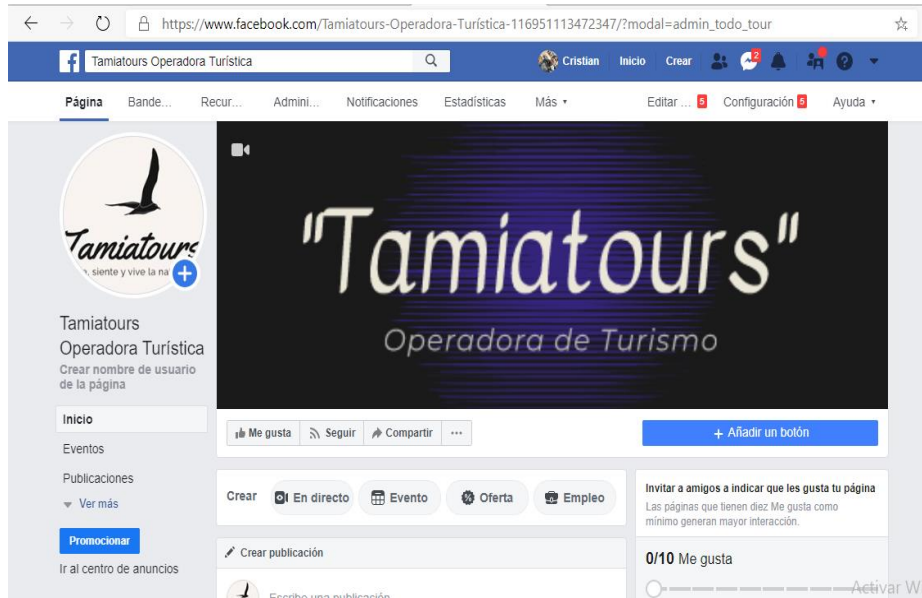 https://www.facebook.com/Tamiatours-Operadora-Turística-116951113472347/?modal=admin_todo_tour
Tamiatours Operadora Turística
Cristian Inicio Crear 2
Página Bande... Recur... Admini... Notificaciones Estadísticas Más Editar ... 5 Configuración 5 Ayuda
Tamiatours
siente y vive la na
"Tamiatours"
Operadora de Turismo
Tamiatours
Operadora Turística
Crear nombre de usuario
de la página
Inicio
Eventos
Publicaciones
Ver más
Promocionar
Ir al centro de anuncios
Me gusta Seguir Compartir ...
+ Añadir un botón
Crear En directo Evento Oferta Empleo
Crear publicación
Escribe una publicación
Invitar a amigos a indicar que les gusta tu página
Las páginas que tienen diez Me gusta como
mínimo generan mayor interacción.
0/10 Me gusta
Activar W